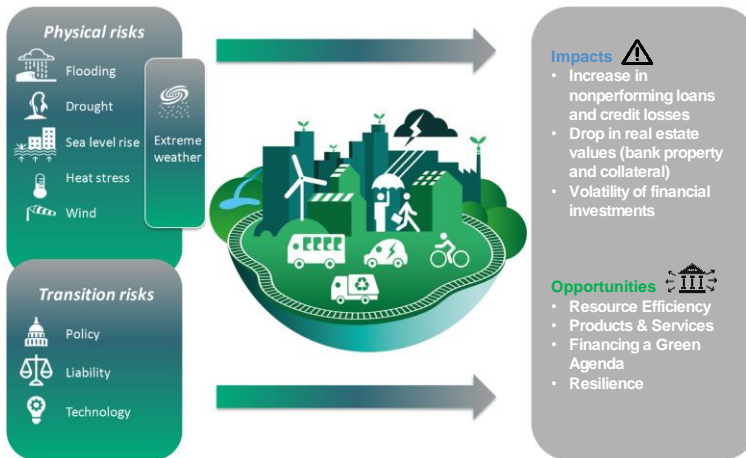 Physical risks
Flooding
Drought
Sea level rise
Heat stress
Wind
Extreme
weather
Transition risks
Policy
Liability
Technology
Impacts
• Increase in
nonperforming loans
and credit losses
• Drop in real estate
values (bank property
and collateral)
• Volatility of financial
investments
Opportunities
• Resource Efficiency
• Products & Services
• Financing a Green
Agenda
• Resilience